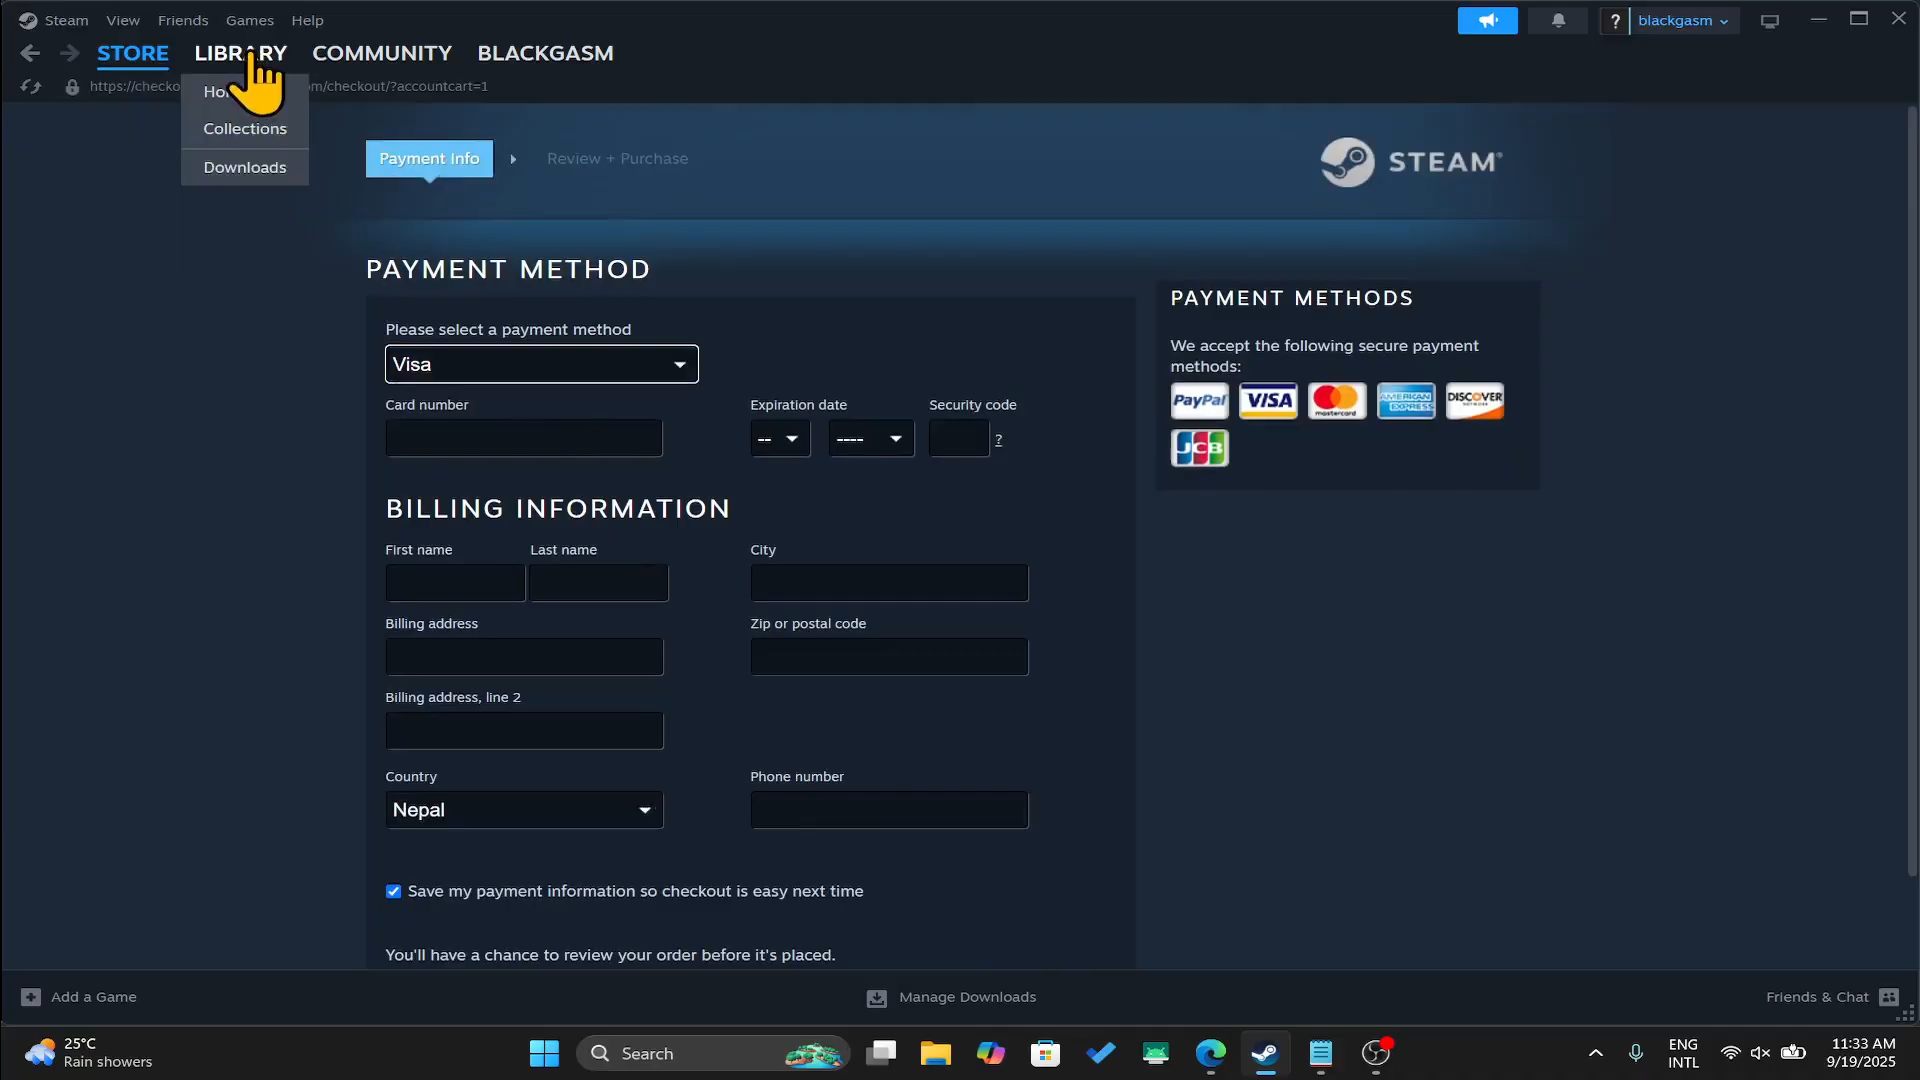 Steam View Friends Games Help
? blackgasm
STORE LIBRARY COMMUNITY BLACKGASM
https://checko m/checkout/?accountcart=1
Collections
Downloads
Payment Info Review + Purchase
STEAM®
PAYMENT METHOD
Please select a payment method
Visa
Card number Expiration date Security code
-- ---- ?
BILLING INFORMATION
First name Last name City
Billing address Zip or postal code
Billing address, line 2
Country Phone number
Nepal
Save my payment information so checkout is easy next time
You'll have a chance to review your order before it's placed.
PAYMENT METHODS
We accept the following secure payment
methods:
PayPal VISA mastercard AMERICAN EXPRESS DISCOVER
JCB
Add a Game Manage Downloads Friends & Chat
25°C
Rain showers
Search
ENG
INTL
11:33 AM
9/19/2025